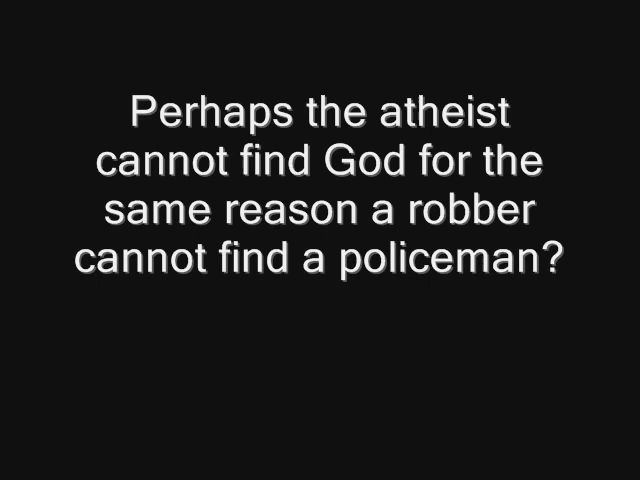 Perhaps the atheist
cannot find God for the
same reason a robber
cannot find a policeman?